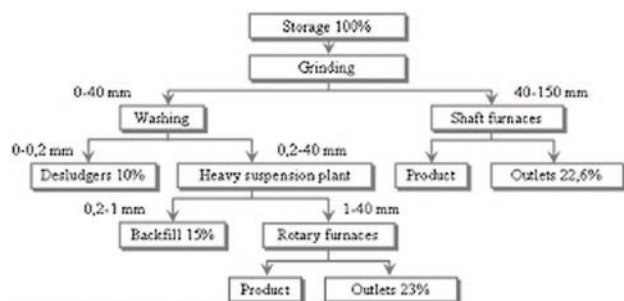 Storage 100%
Grinding
0-40 mm
40-150 mm
Washing
Shaft furnaces
0-0,2 mm
0,2-40 mm
Desludgers 10%
Heavy suspension plant
Product
Outlets 22,6%
0,2-1 mm
1-40 mm
Backfill 15%
Rotary furnaces
Product
Outlets 23%